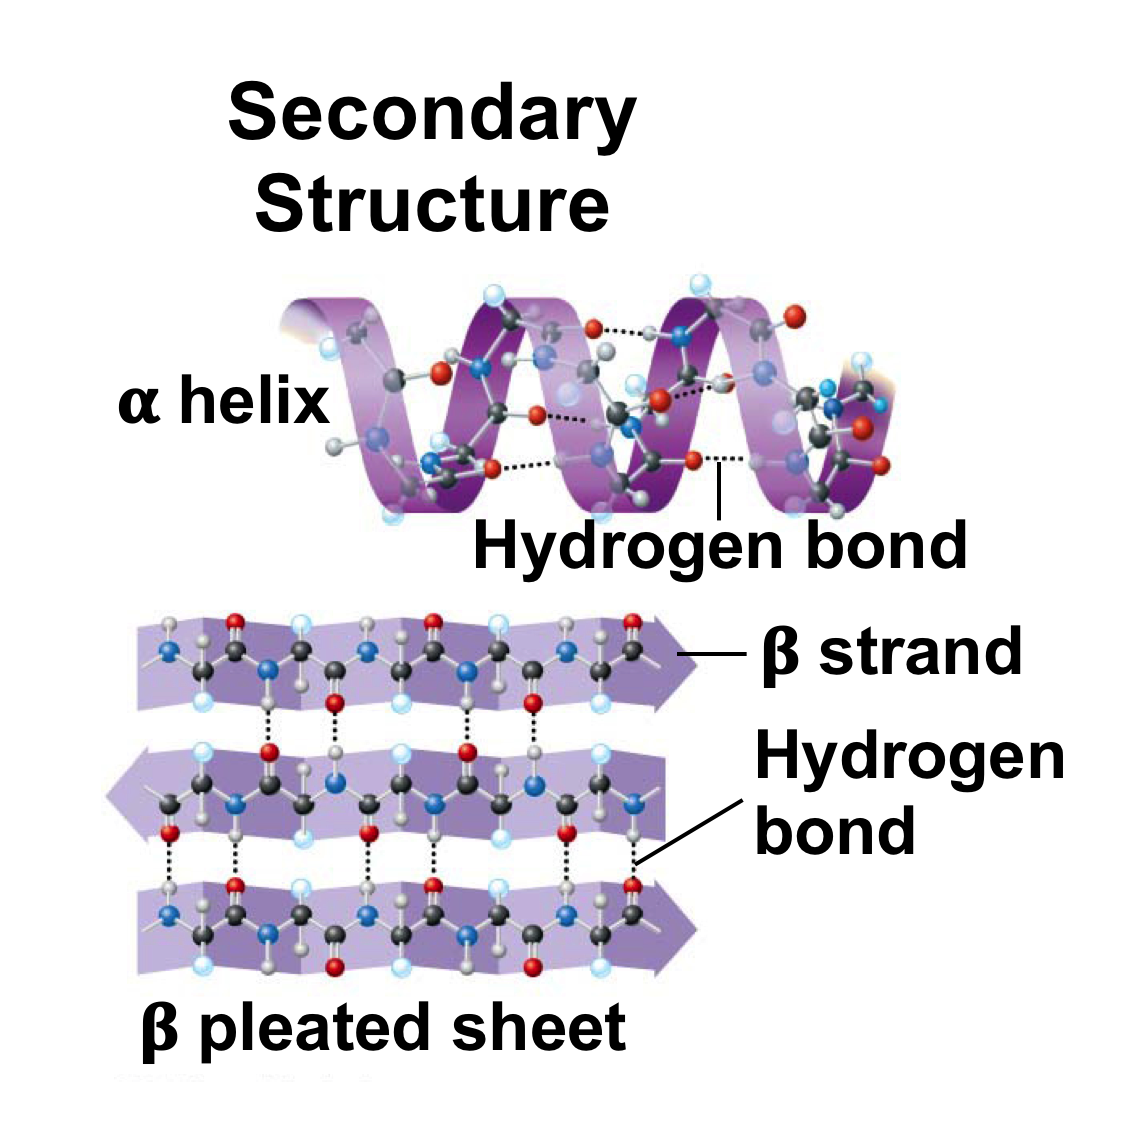 Secondary
Structure
α helix
Hydrogen bond
β strand
Hydrogen
bond
β pleated sheet